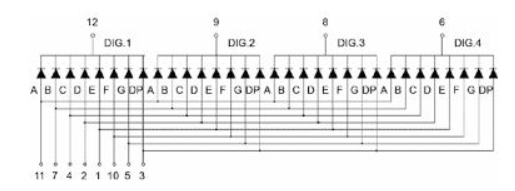 12 9 8 6
DIG.1 DIG.2 DIG.3 DIG.4
A B C D E F G DP A B C D E F G DP A B C D E F G DP A B C D E F G DP
11 7 4 2 1 10 5 3